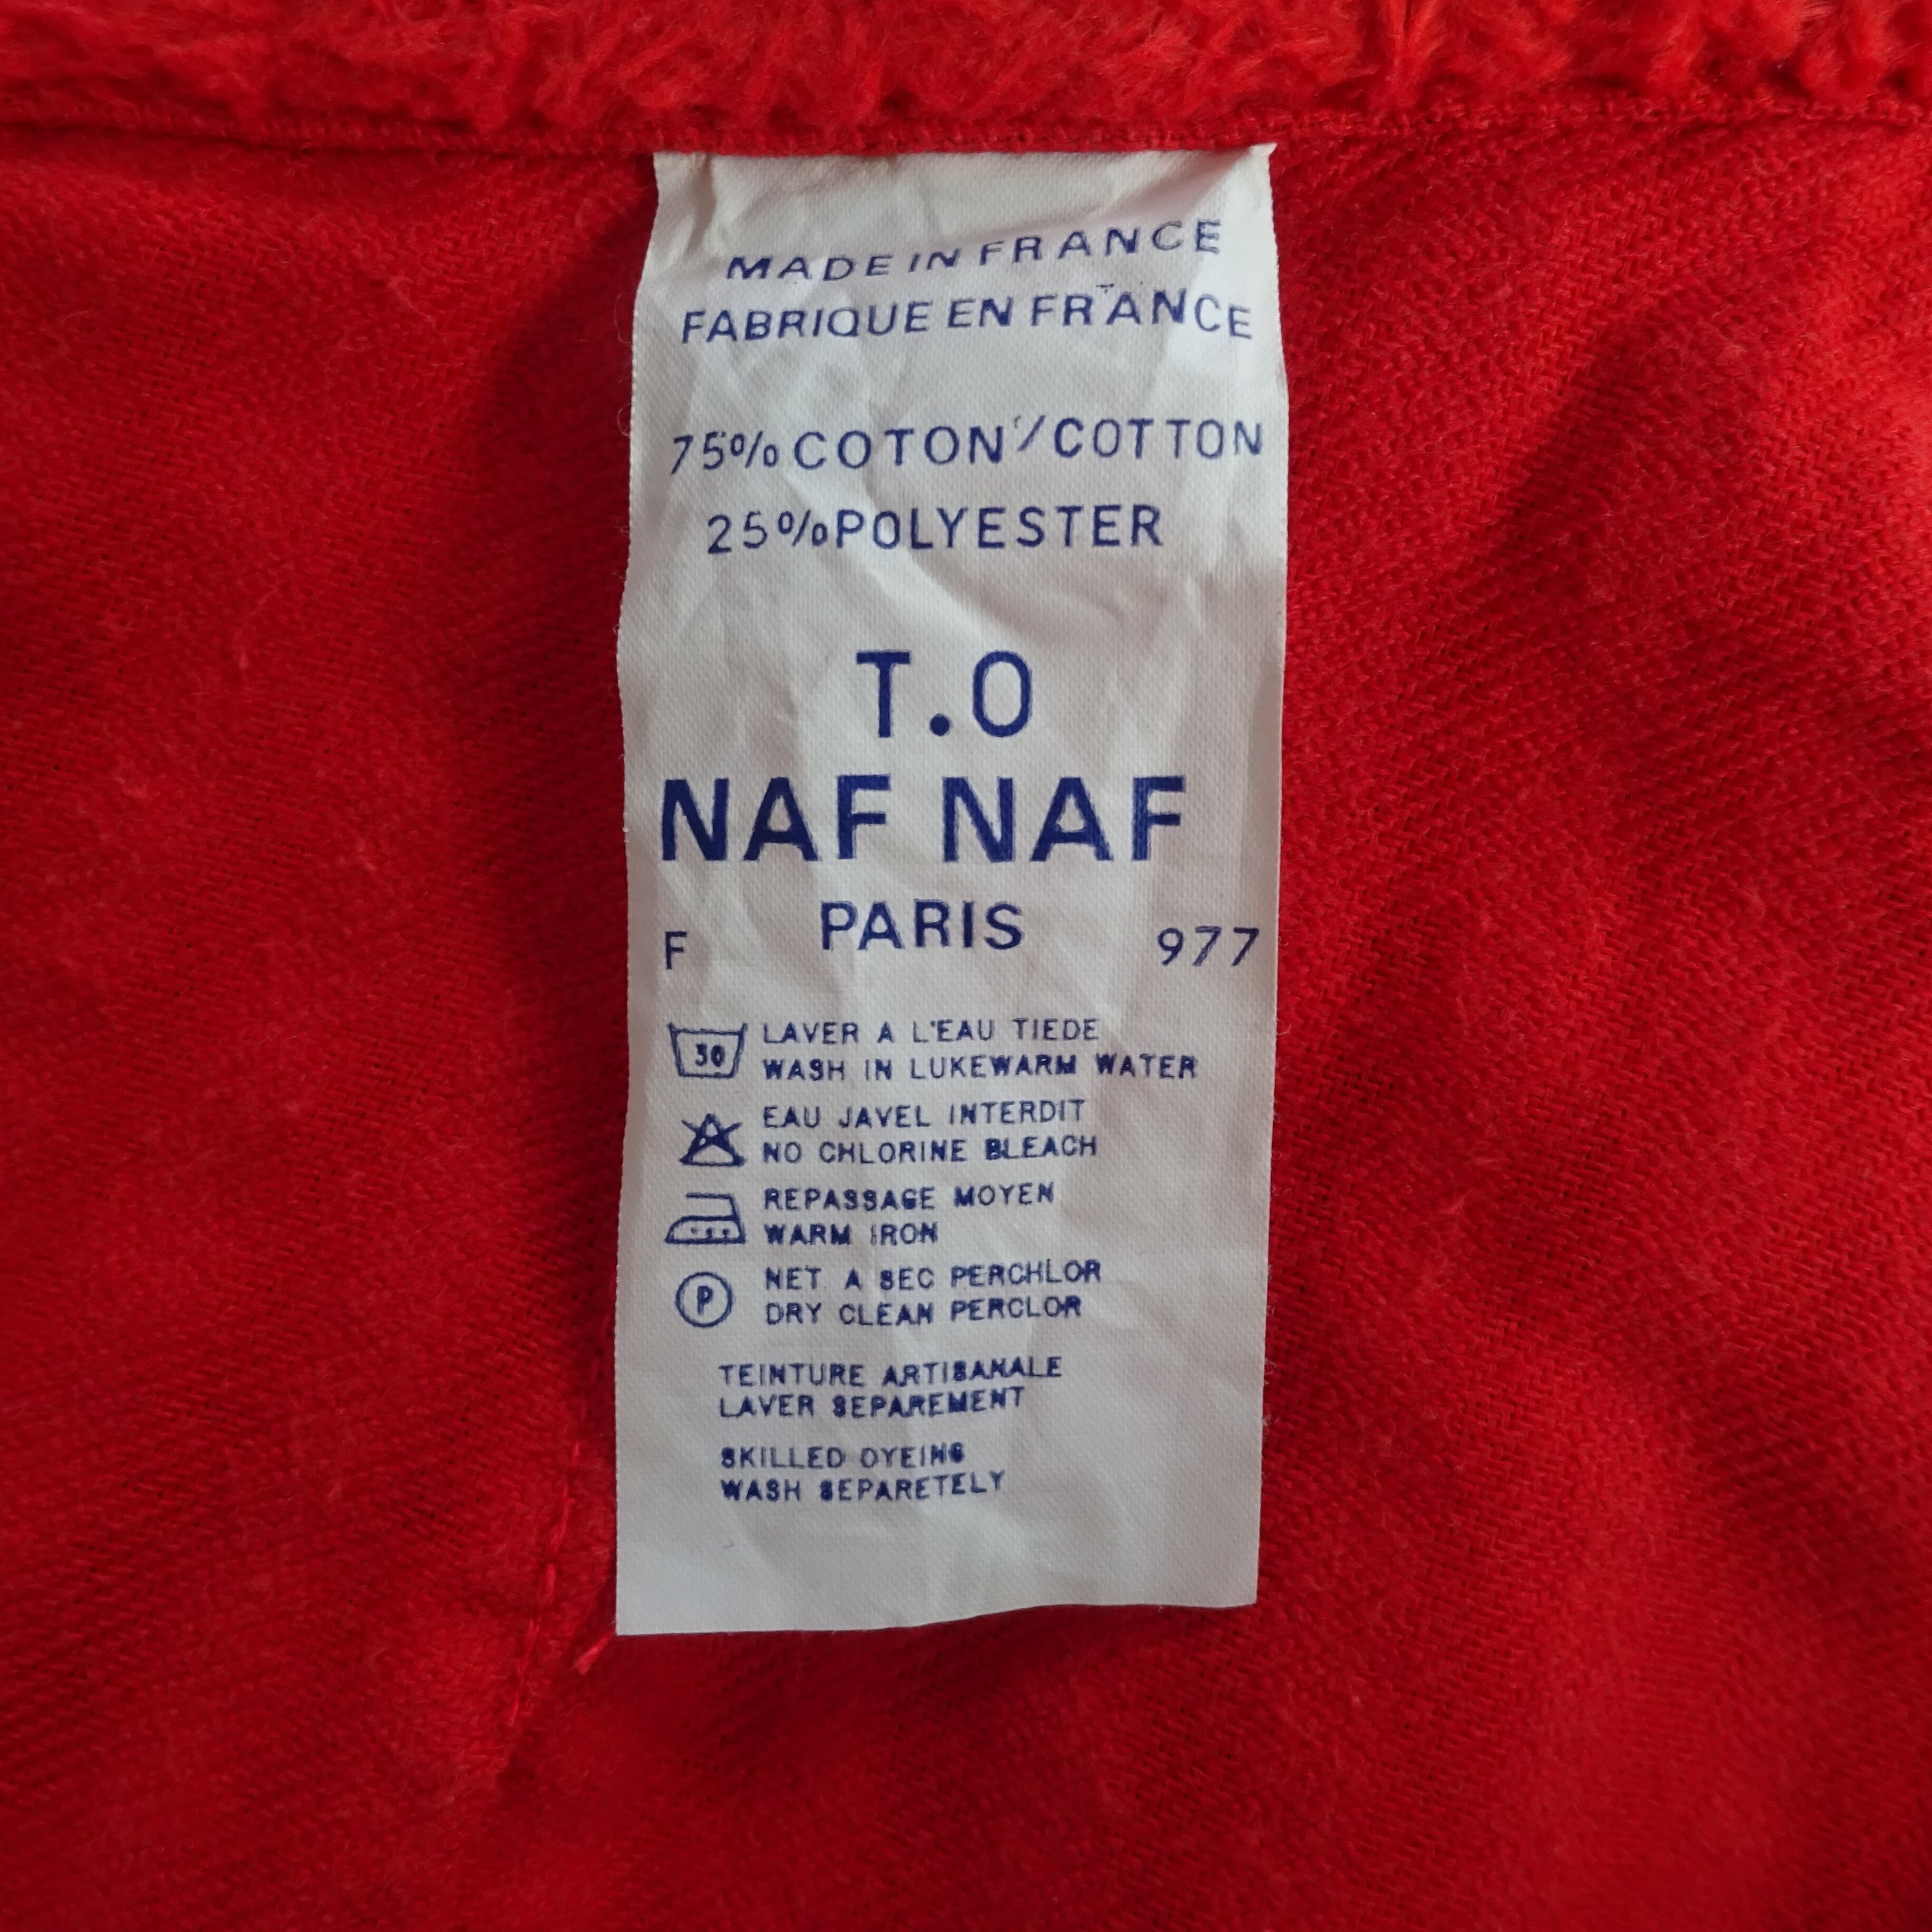 MADE IN FRANCE
FABRIQUE EN FRANCE
75% COTON/COTTON
25% POLYESTER
T.0
NAF NAF
PARIS
F 977
30 LAVER A L'EAU TIEDE
WASH IN LUKEWARM WATER
EAU JAVEL INTERDIT
NO CHLORINE BLEACH
REPASSAGE MOYEN
WARM IRON
P NET A SEC PERCHLOR
DRY CLEAN PERCLOR
TEINTURE ARTISANALE
LAVER SEPAREMENT
SKILLED DYEING
WASH SEPARETELY